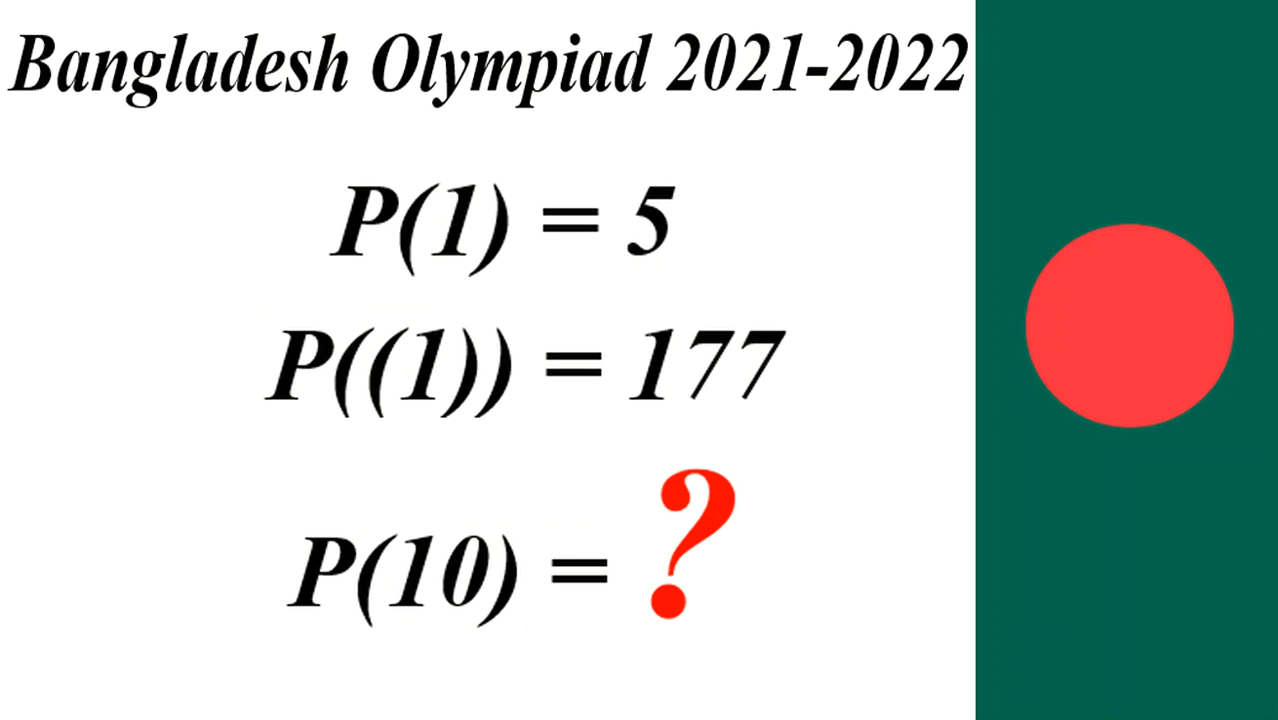 Bangladesh Olympiad 2021-2022
P(1) = 5
P((1)) = 177
P(10) = ?